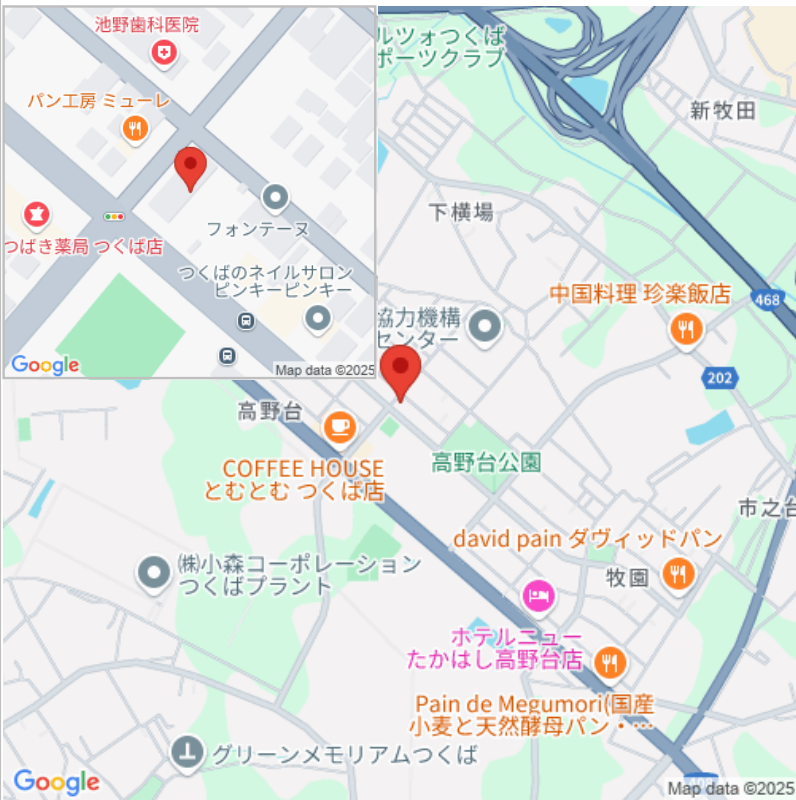 池野歯科医院
パン工房 ミューレ
フォンテーヌ
つばき薬局 つくば店
つくばのネイルサロン
ピンキーピンキー
Google
Map data ©2025
ルツォつくば
ポーツクラブ
新牧田
下横場
468
中国料理 珍楽飯店
協力機構
センター
202
高野台
COFFEE HOUSE
とむとむ つくば店
高野台公園
市之台
david pain ダヴィッドパン
牧園
㈱小森コーポレーション
つくばプラント
ホテルニュー
たかはし高野台店
Pain de Megumori(国産
小麦と天然酵母パン・…
グリーンメモリアムつくば
Google
Map data ©2025